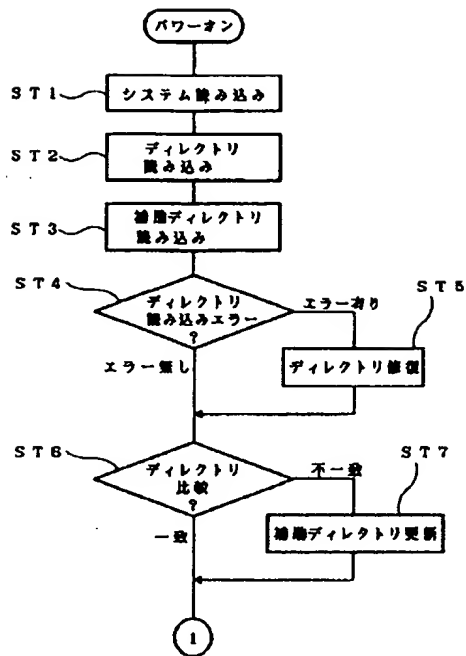 パワーオン
ST1
システム読み込み
ST2
ディレクトリ
読み込み
ST3
補助ディレクトリ
読み込み
ST4
ディレクトリ
読み込みエラー
?
エラー有り
ST5
エラー無し
ディレクトリ修復
ST6
ディレクトリ
比較
?
不一致
ST7
一致
補助ディレクトリ更新
1